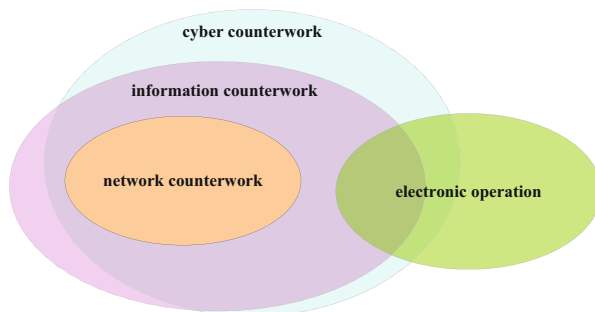 cyber counterwork
information counterwork
network counterwork
electronic operation